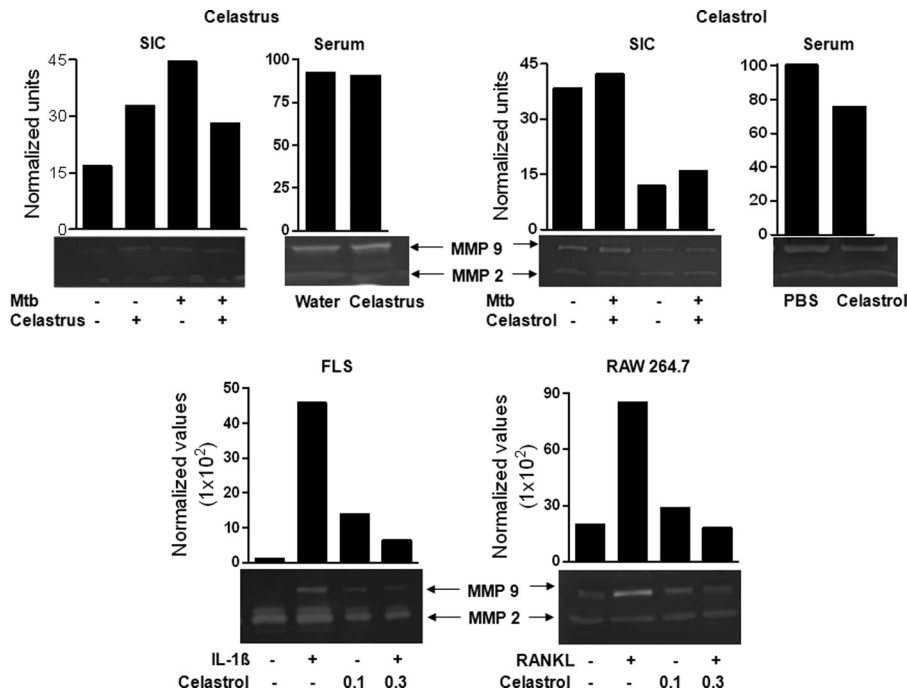 Celastrus
Celastrol
SIC
Serum
SIC
Serum
Normalized units
45
30
15
0
100
75
50
25
0
Normalized units
45
30
15
0
100
80
60
40
20
0
MMP 9
MMP 2
Water Celastrus
PBS Celastrol
Mtb - - + +
Celastrus - + - +
Mtb - + - +
Celastrol - + - +
FLS
RAW 264.7
Normalized values
(1x10²)
50
40
30
20
10
0
Normalized values
(1x10²)
90
60
30
0
MMP 9
MMP 2
IL-1ß - + - +
Celastrol - - 0.1 0.3
RANKL - + - +
Celastrol - - 0.1 0.3